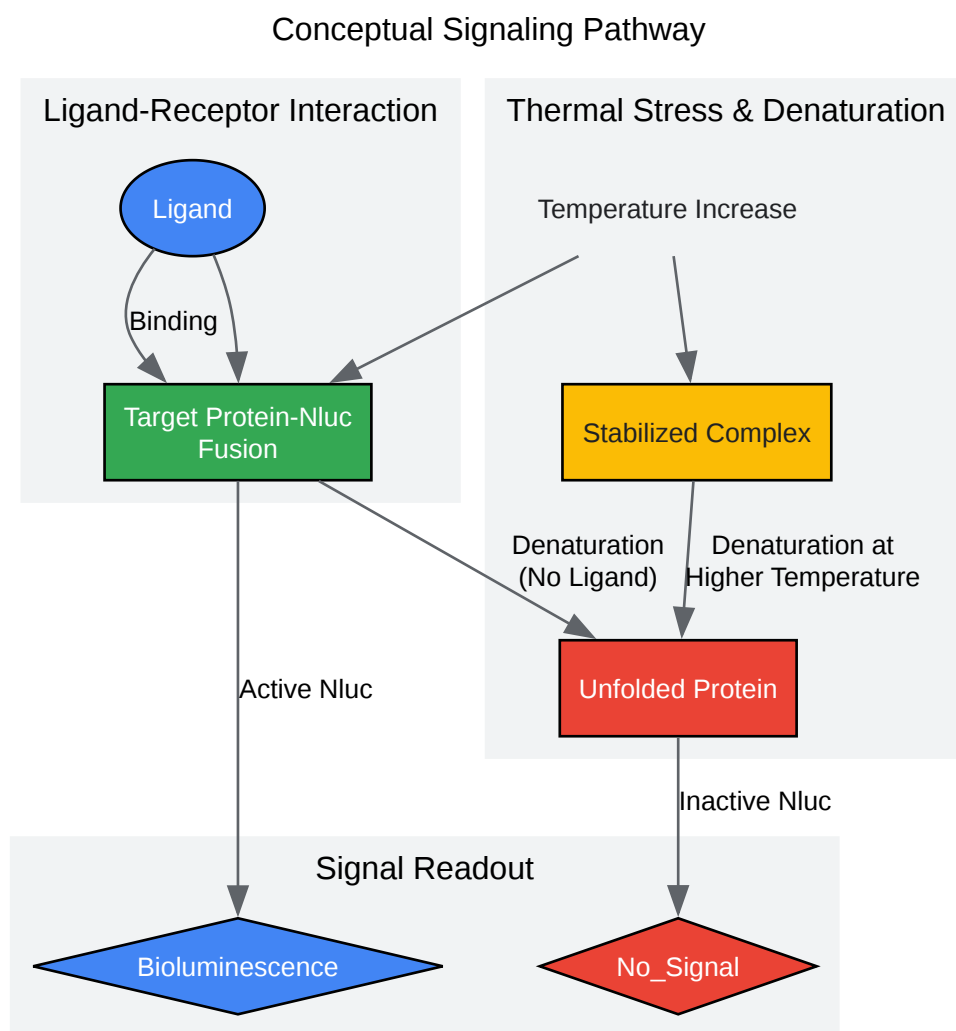 Conceptual Signaling Pathway
Ligand-Receptor Interaction
Thermal Stress & Denaturation
Ligand
Temperature Increase
Binding
Target Protein-Nluc
Fusion
Stabilized Complex
Denaturation
(No Ligand)
Denaturation at
Higher Temperature
Unfolded Protein
Active Nluc
Inactive Nluc
Signal Readout
Bioluminescence
No_Signal